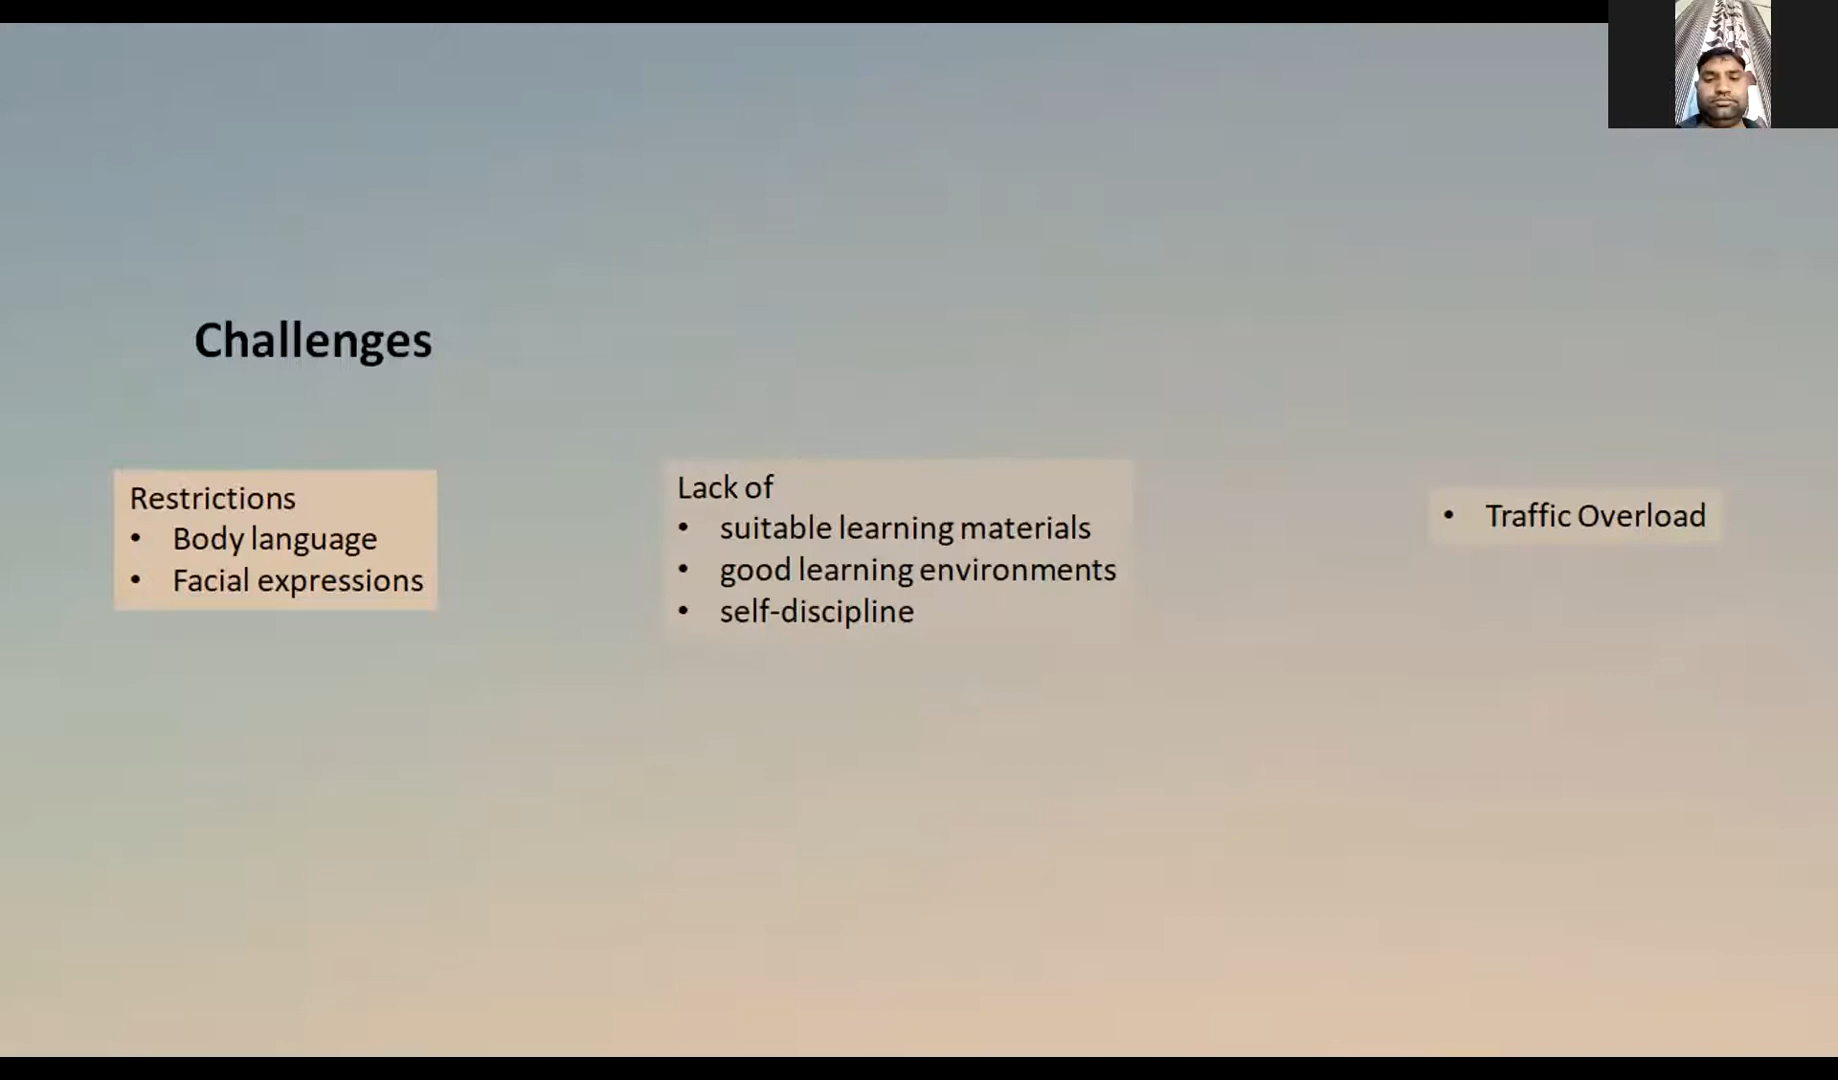 Challenges
Restrictions
• Body language
• Facial expressions
Lack of
• suitable learning materials
• good learning environments
• self-discipline
• Traffic Overload